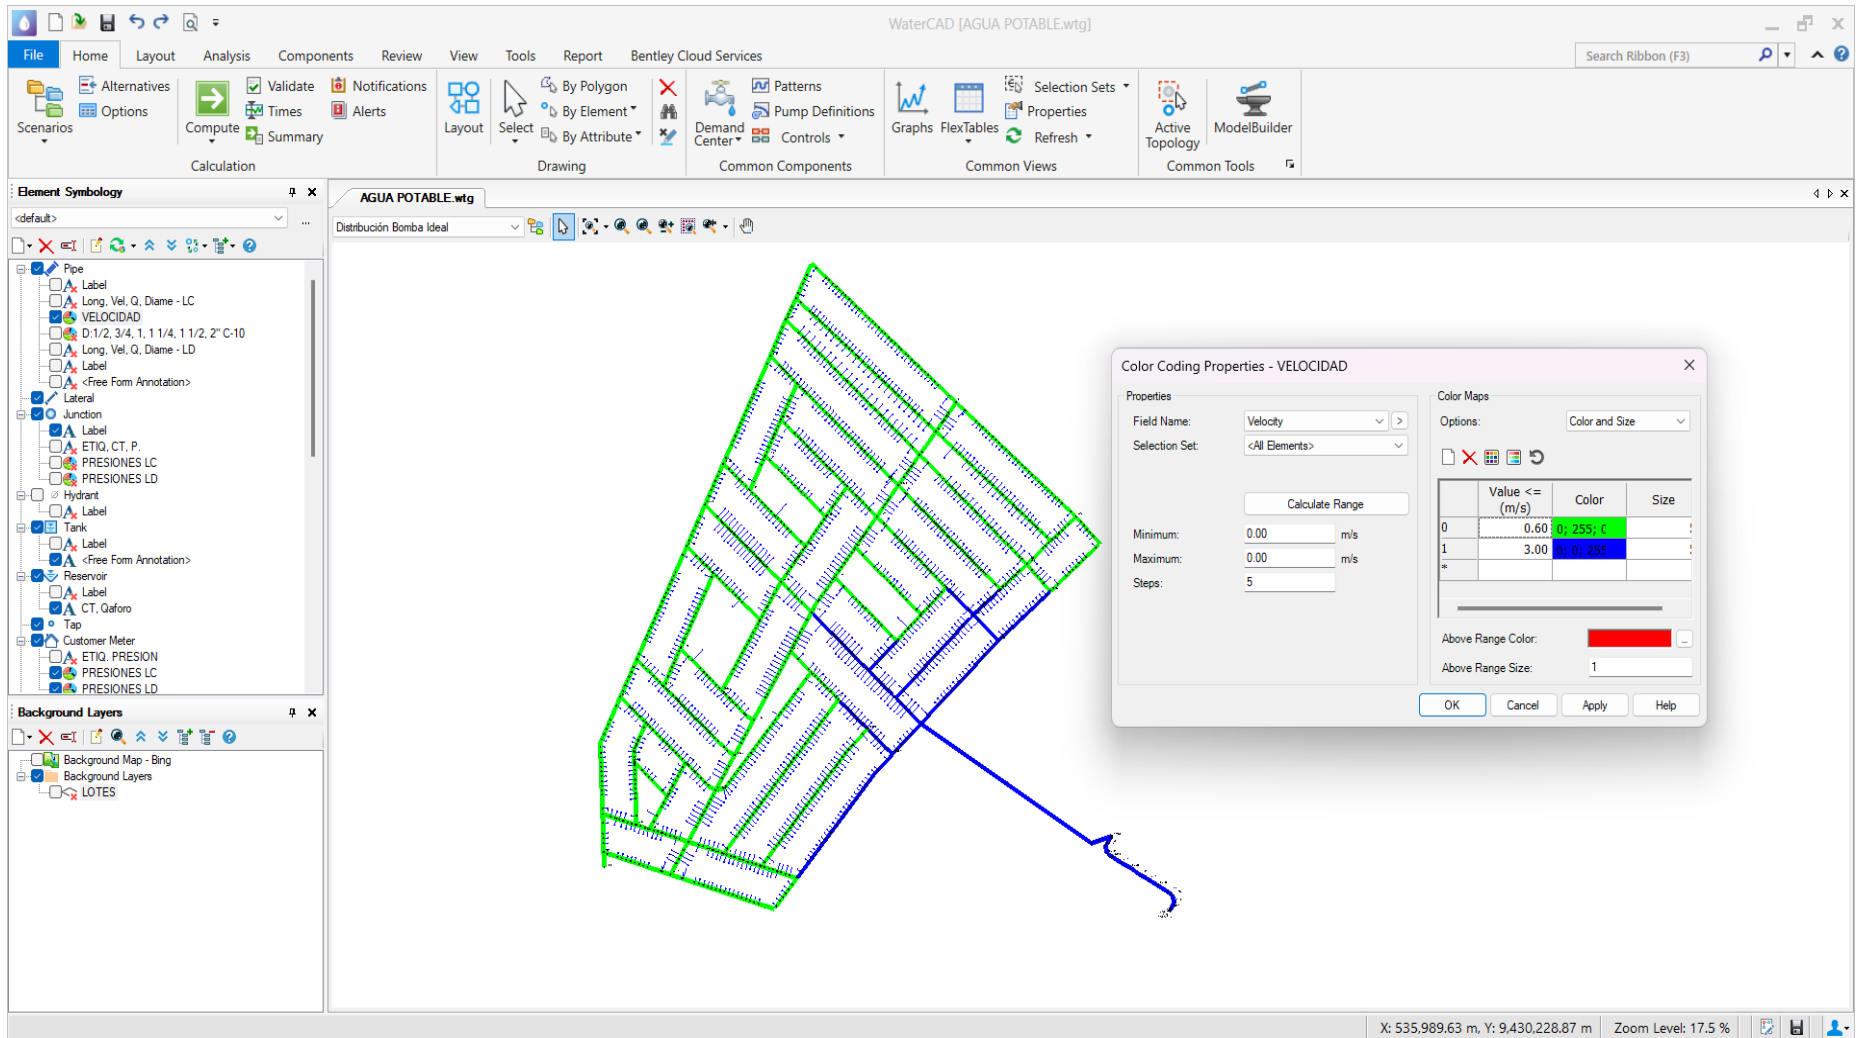 WaterCAD [AGUA POTABLE.wtg]
File Home Layout Analysis Components Review View Tools Report Bentley Cloud Services
Search Ribbon (F3)
Scenarios
Alternatives
Options
Compute
Validate
Times
Summary
Notifications
Alerts
Calculation
Layout
Select
By Polygon
By Element
By Attribute
Drawing
Demand Center
Patterns
Pump Definitions
Controls
Common Components
Graphs
FlexTables
Selection Sets
Properties
Refresh
Common Views
Active Topology
ModelBuilder
Common Tools
Element Symbology
<default>
...
Pipe
Label
Long, Vel, Q, Diame - LC
VELOCIDAD
D:1/2, 3/4, 1, 1 1/4, 1 1/2, 2" C-10
Long, Vel, Q, Diame - LD
Label
<Free Form Annotation>
Lateral
Junction
Label
ETIQ, CT, P.
PRESIONES LC
PRESIONES LD
Hydrant
Label
Tank
Label
<Free Form Annotation>
Reservoir
Label
CT, Qaforo
Tap
Customer Meter
ETIQ. PRESION
PRESIONES LC
PRESIONES LD
Background Layers
Background Map - Bing
Background Layers
LOTES
AGUA POTABLE.wtg
Distribución Bomba Ideal
Color Coding Properties - VELOCIDAD
Properties
Field Name: Velocity >
Selection Set: <All Elements>
Calculate Range
Minimum: 0.00 m/s
Maximum: 0.00 m/s
Steps: 5
Color Maps
Options: Color and Size
Value <= (m/s) Color Size
0 0.60 0; 255; 0
1 3.00 0; 0; 255
*
Above Range Color: ...
Above Range Size: 1
OK Cancel Apply Help
X: 535,989.63 m, Y: 9,430,228.87 m Zoom Level: 17.5 %